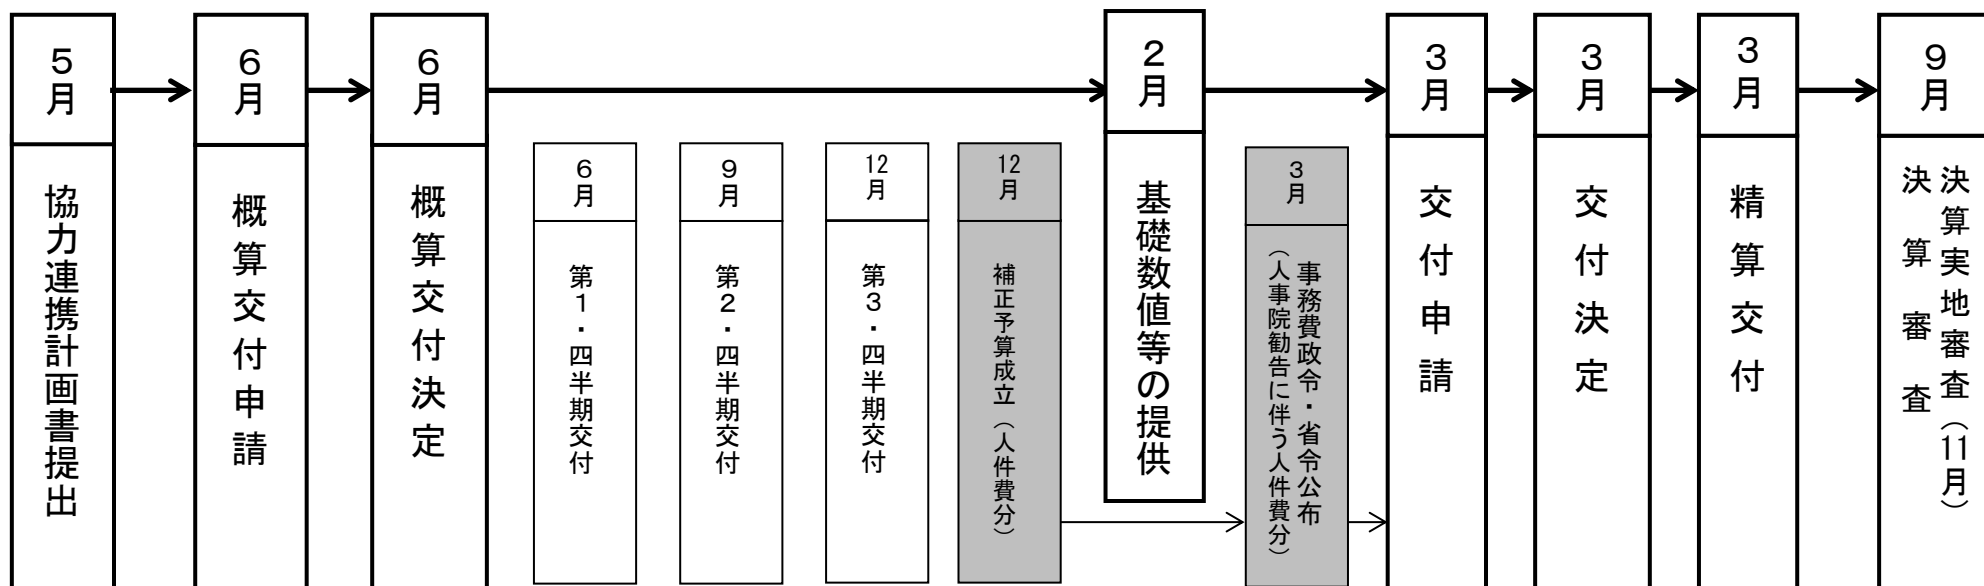 5月
協力連携計画書提出
6月
概算交付申請
6月
概算交付決定
6月
第1・四半期交付
9月
第2・四半期交付
12月
第3・四半期交付
12月
補正予算成立（人件費分）
2月
基礎数値等の提供
3月
事務費政令・省令公布
（人事院勧告に伴う人件費分）
3月
交付申請
3月
交付決定
3月
精算交付
9月
決算実地審査（11月）
決算審査